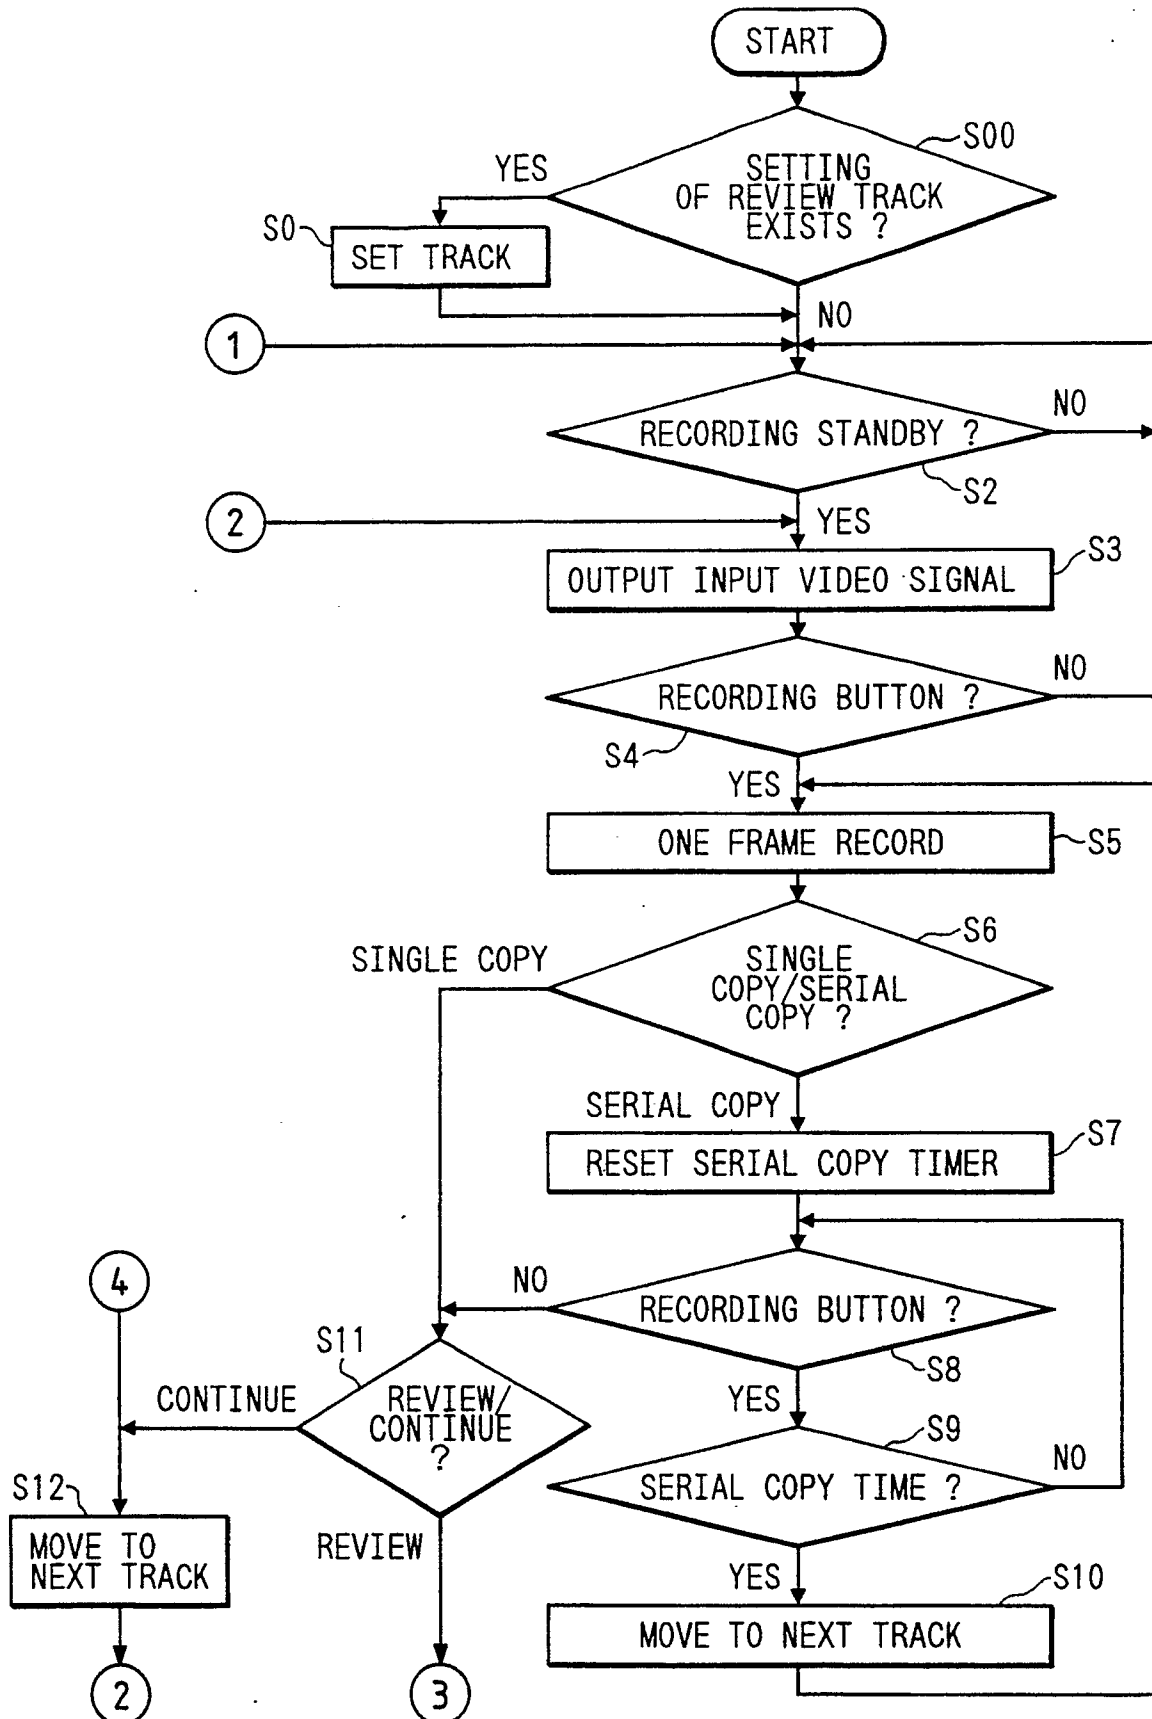 START
S00
YES
SETTING
OF REVIEW TRACK
EXISTS ?
S0
SET TRACK
NO
1
NO
RECORDING STANDBY ?
S2
2
YES
S3
OUTPUT INPUT VIDEO SIGNAL
NO
RECORDING BUTTON ?
S4
YES
ONE FRAME RECORD
S5
S6
SINGLE COPY
SINGLE
COPY/SERIAL
COPY ?
SERIAL COPY
S7
RESET SERIAL COPY TIMER
4
NO
RECORDING BUTTON ?
S8
S11
CONTINUE
REVIEW/
CONTINUE
?
YES
S9
NO
SERIAL COPY TIME ?
S12
MOVE TO
NEXT TRACK
REVIEW
YES
S10
MOVE TO NEXT TRACK
2
3